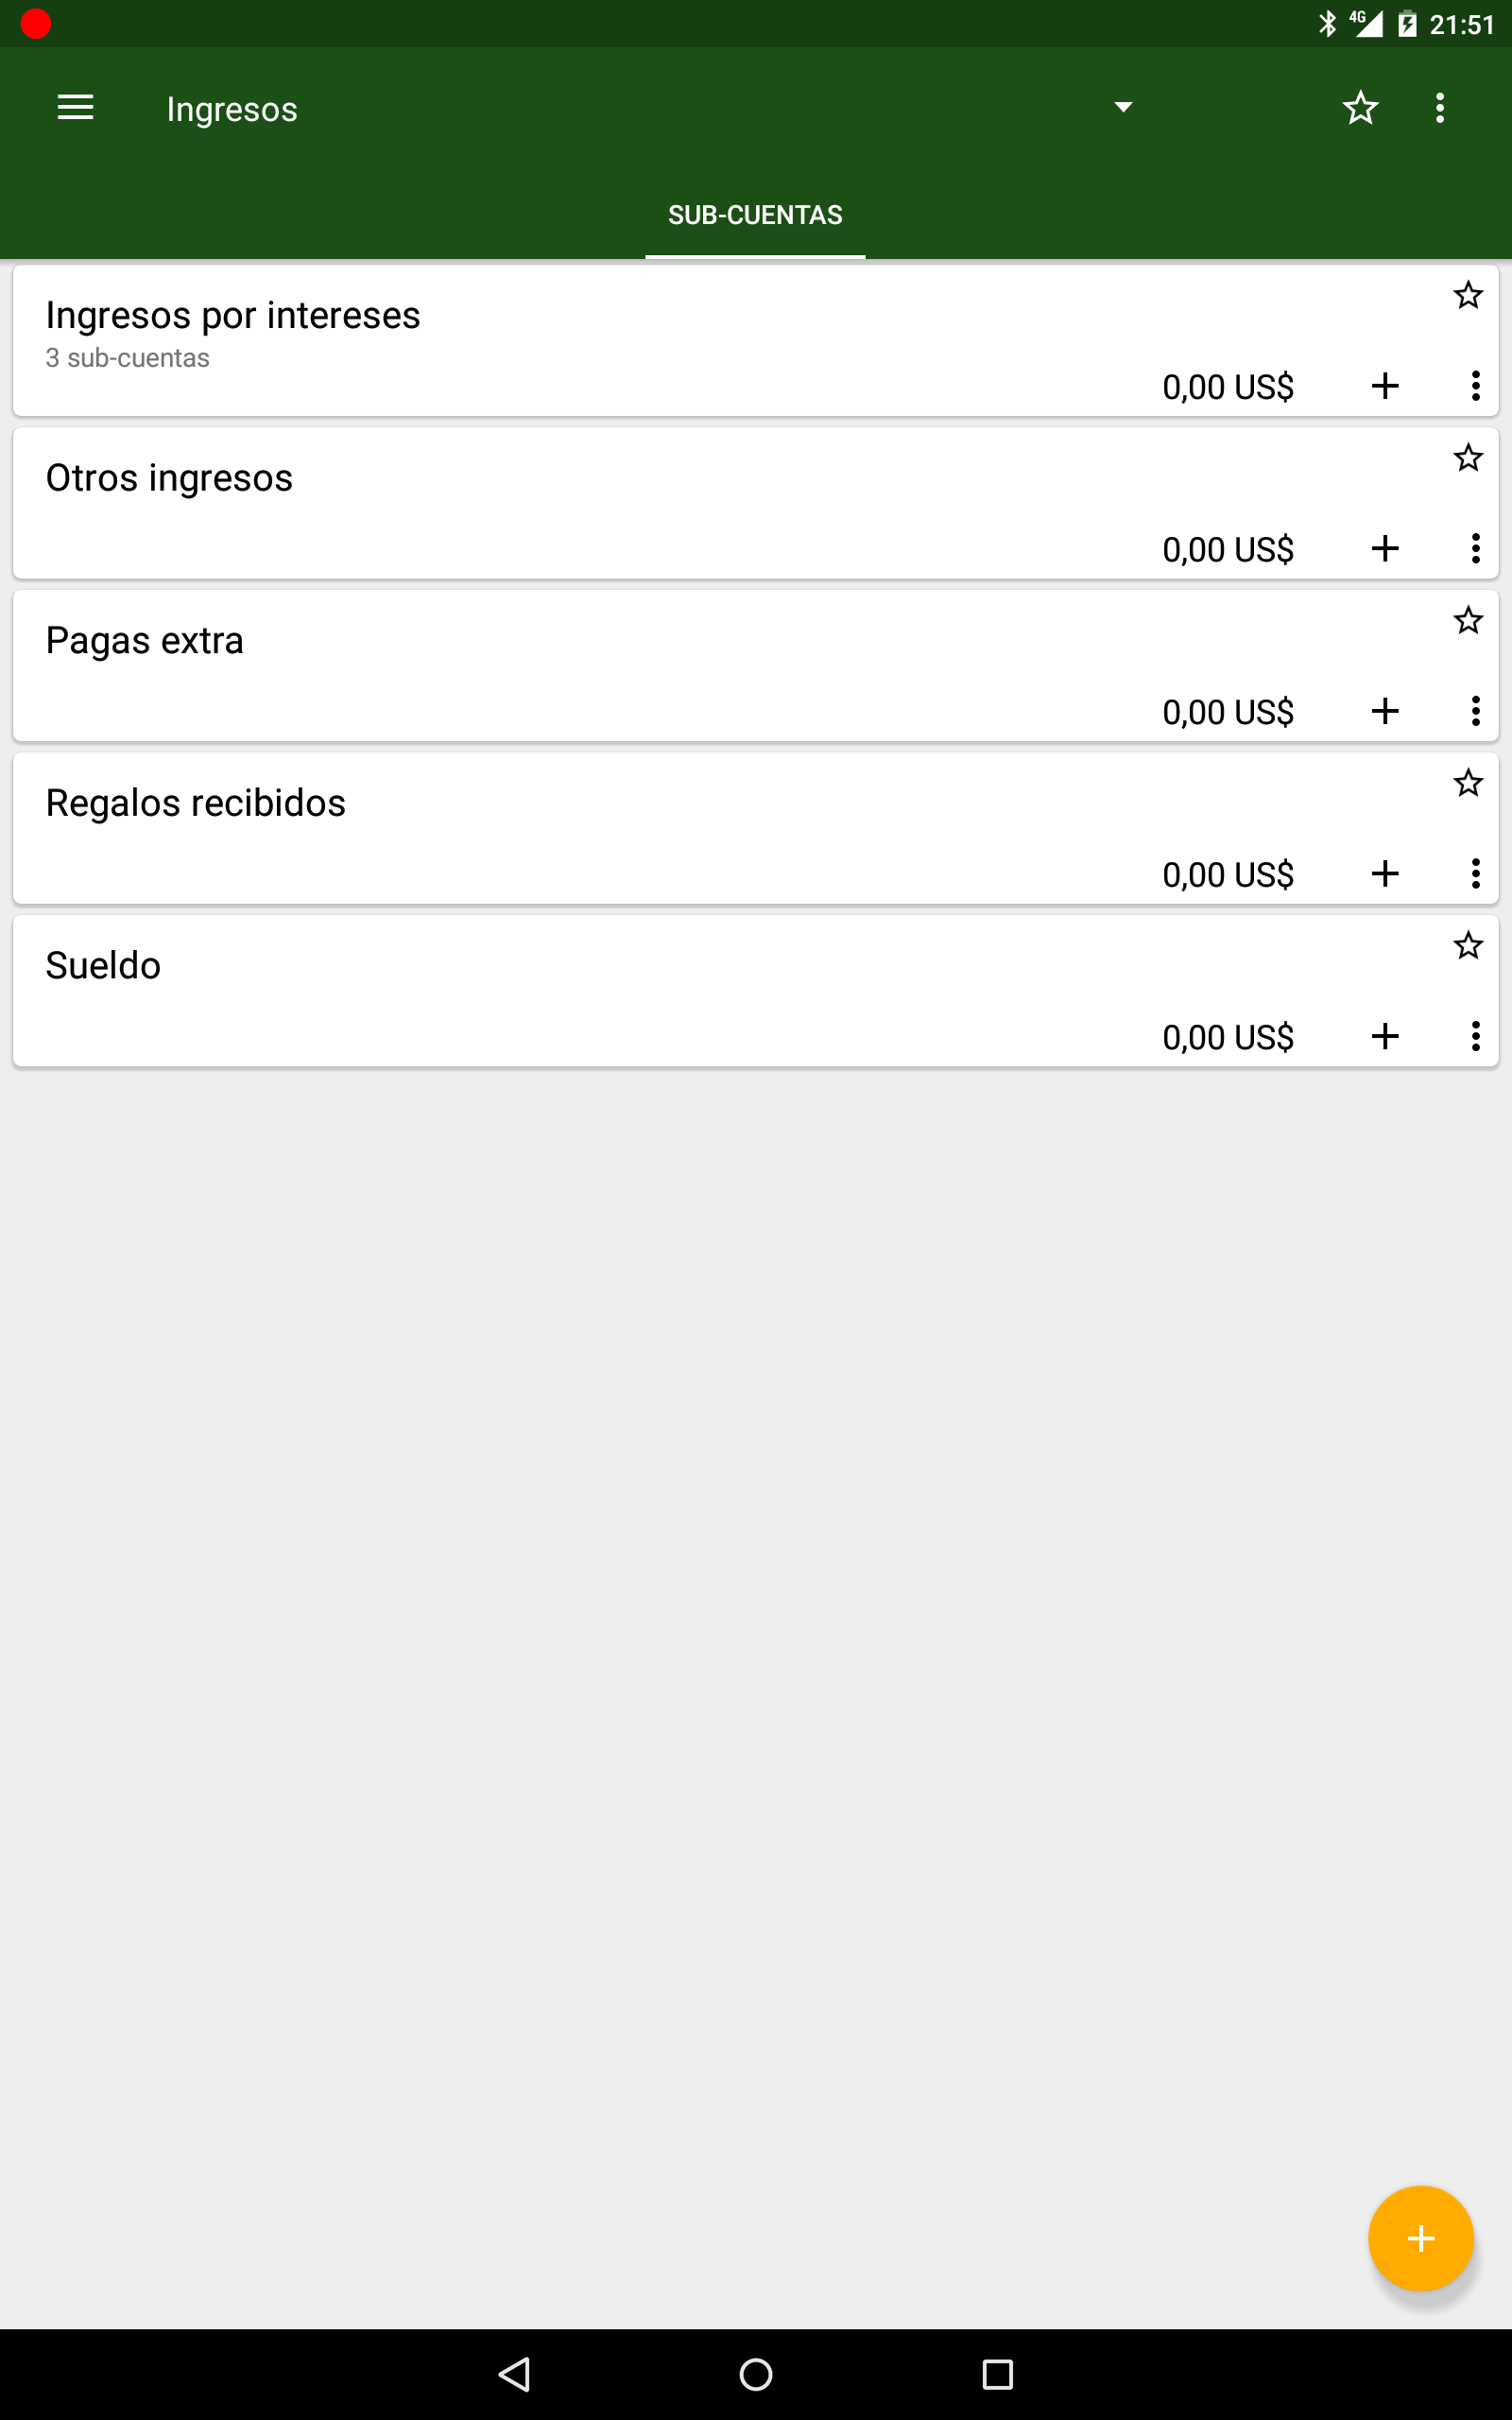 4G 21:51
Ingresos
SUB-CUENTAS
Ingresos por intereses
3 sub-cuentas
0,00 US$
Otros ingresos
0,00 US$
Pagas extra
0,00 US$
Regalos recibidos
0,00 US$
Sueldo
0,00 US$